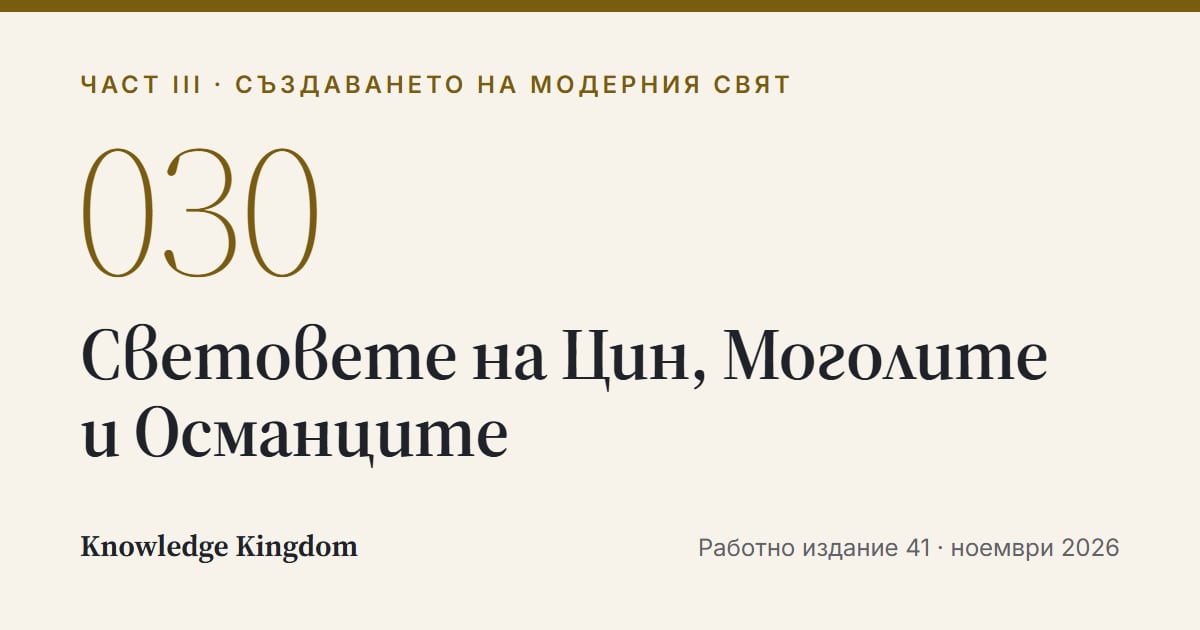 ЧАСТ III · СЪЗДАВАНЕТО НА МОДЕРНИЯ СВЯТ
030
Световете на Цин, Моголите
и Османците
Knowledge Kingdom
Работно издание 41 · ноември 2026